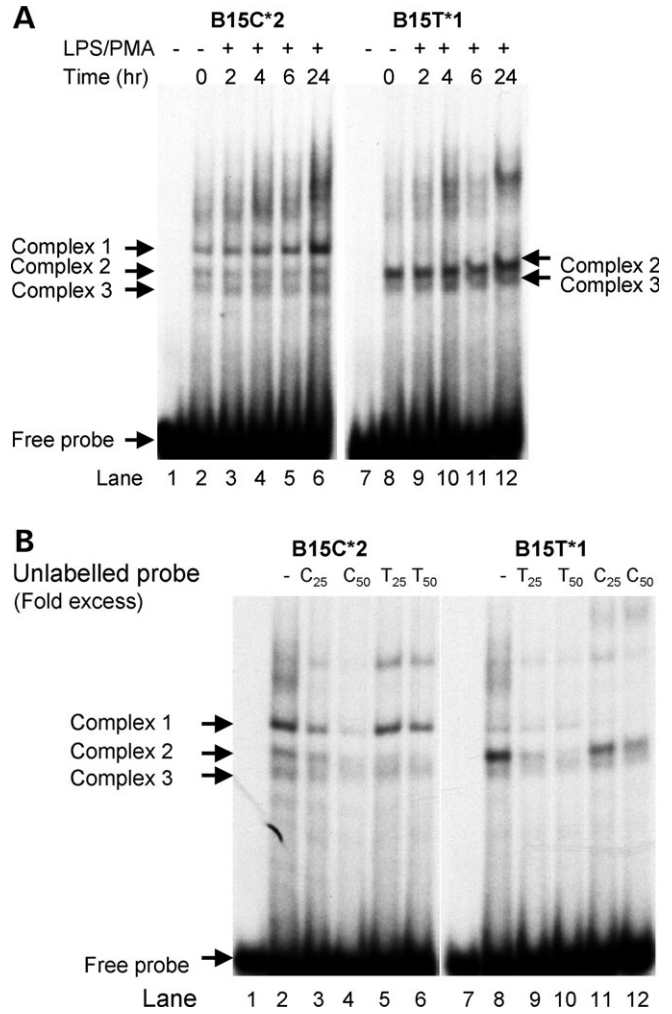 A
B15C*2 B15T*1
LPS/PMA - - + + + + - - + + + +
Time (hr) 0 2 4 6 24 0 2 4 6 24
Complex 1
Complex 2
Complex 3
Complex 2
Complex 3
Free probe
Lane 1 2 3 4 5 6 7 8 9 10 11 12
B
B15C*2 B15T*1
Unlabelled probe - C25 C50 T25 T50 - T25 T50 C25 C50
(Fold excess)
Complex 1
Complex 2
Complex 3
Free probe
Lane 1 2 3 4 5 6 7 8 9 10 11 12